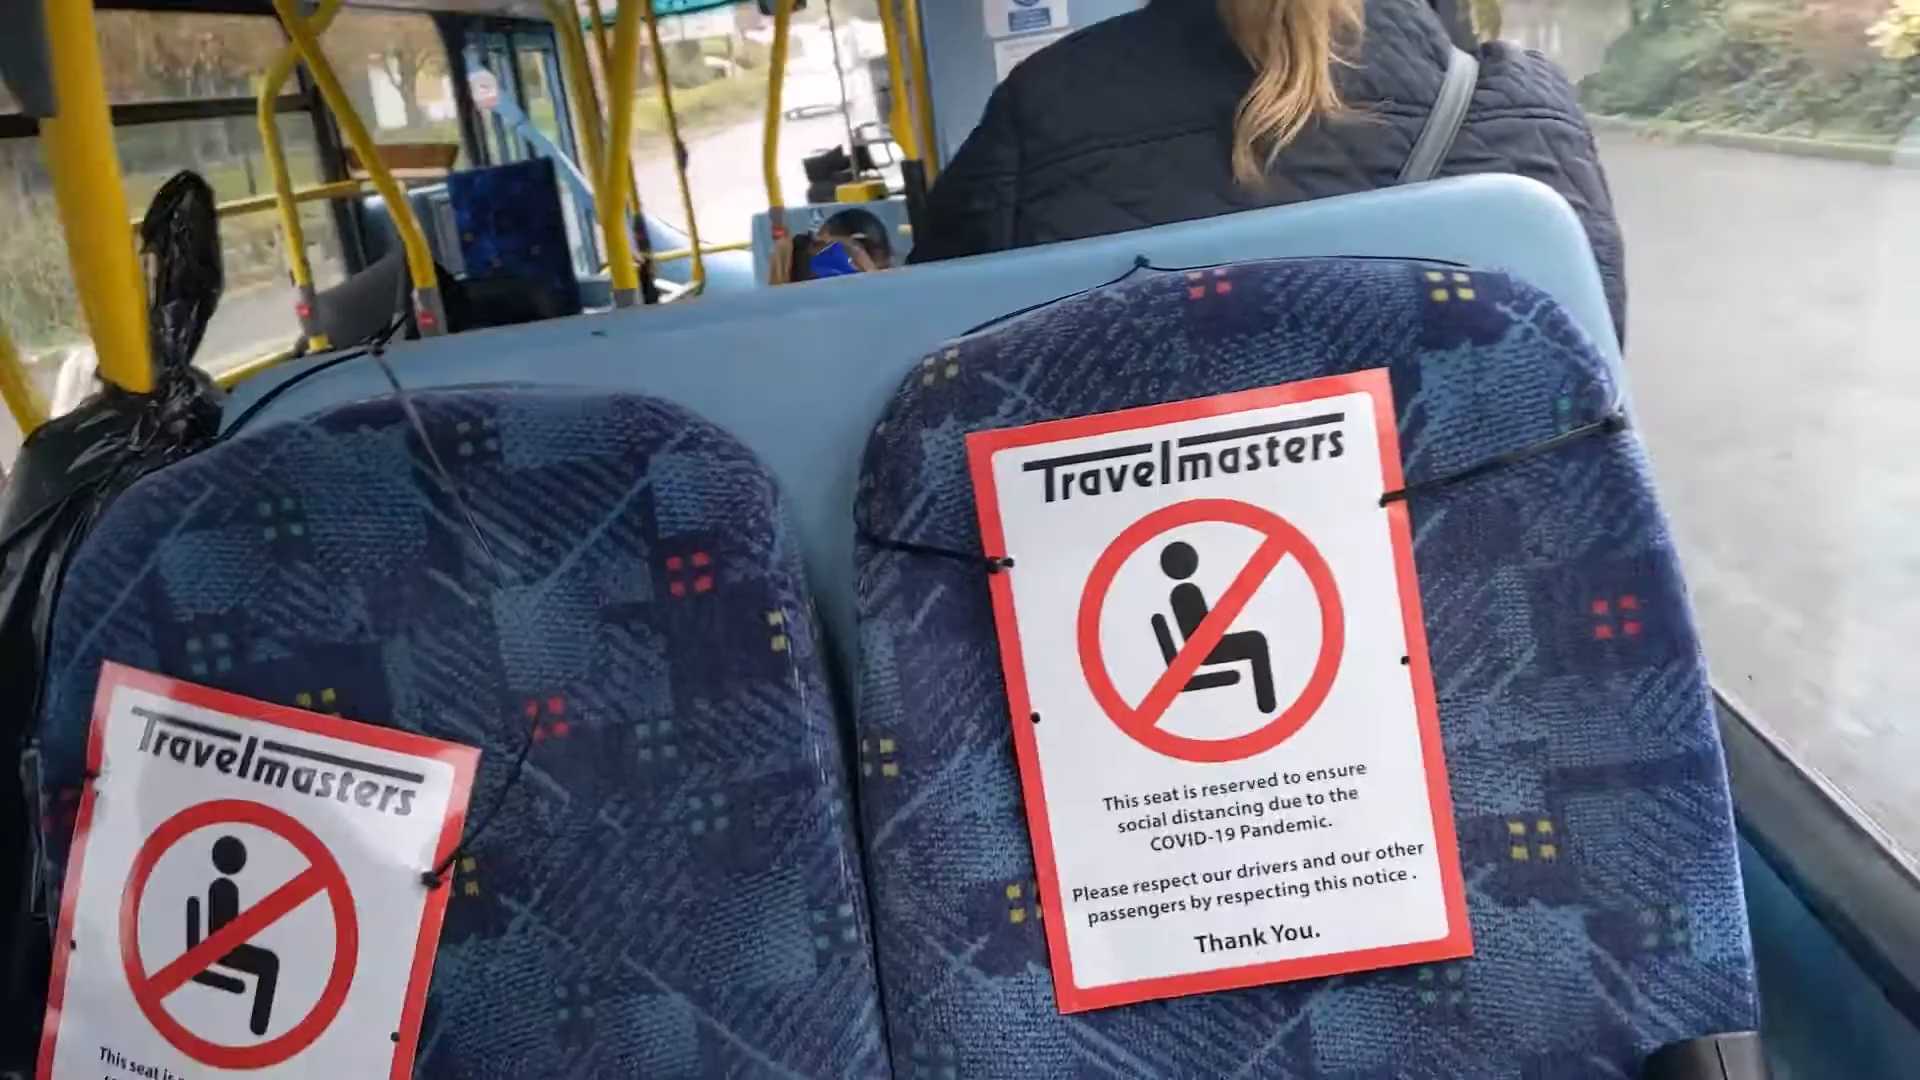 Travelmasters
This seat is reserved to ensure
social distancing due to the
COVID-19 Pandemic.
Please respect our drivers and our other
passengers by respecting this notice .
Thank You.
Travelmasters
This seat is